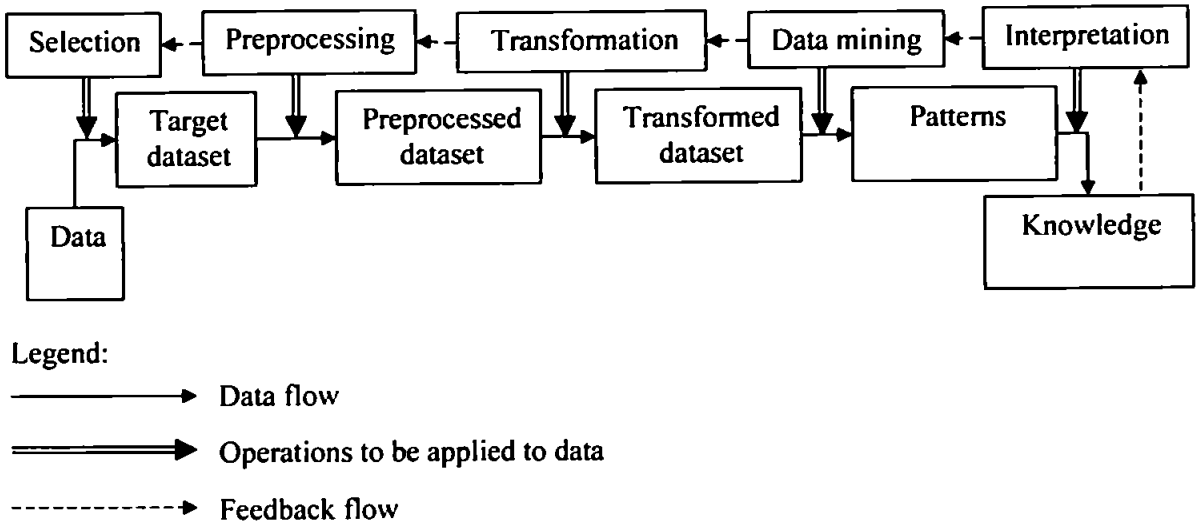 Selection
Preprocessing
Transformation
Data mining
Interpretation
Target
dataset
Preprocessed
dataset
Transformed
dataset
Patterns
Data
Knowledge
Legend:
Data flow
Operations to be applied to data
Feedback flow